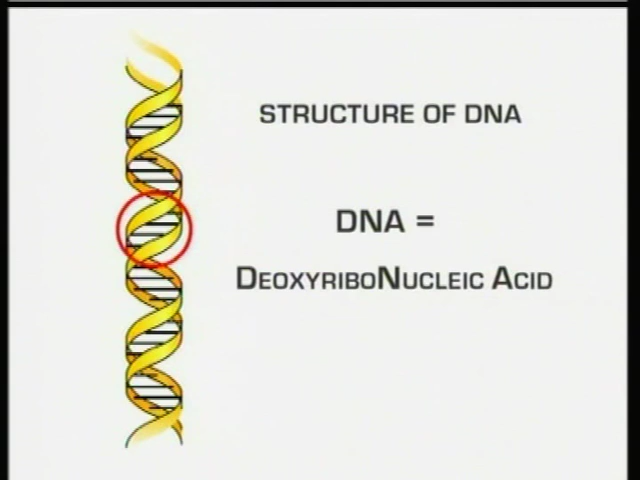 STRUCTURE OF DNA
DNA =
DEOXYRIBONUCLEIC ACID